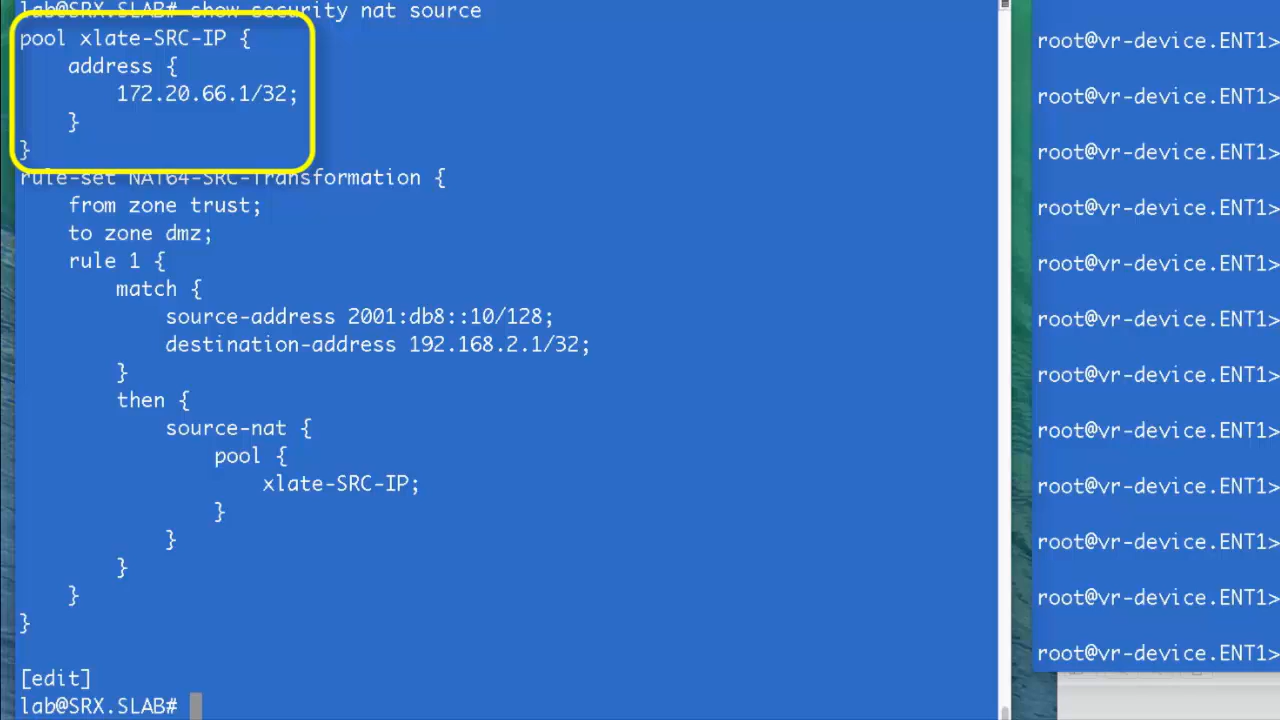 lab@SRX.SLAB# show security nat source
pool xlate-SRC-IP {
    address {
        172.20.66.1/32;
    }
}
rule-set NAT64-SRC-Transformation {
    from zone trust;
    to zone dmz;
    rule 1 {
        match {
            source-address 2001:db8::10/128;
            destination-address 192.168.2.1/32;
        }
        then {
            source-nat {
                pool {
                    xlate-SRC-IP;
                }
            }
        }
    }
}
[edit]
lab@SRX.SLAB#
root@vr-device.ENT1>
root@vr-device.ENT1>
root@vr-device.ENT1>
root@vr-device.ENT1>
root@vr-device.ENT1>
root@vr-device.ENT1>
root@vr-device.ENT1>
root@vr-device.ENT1>
root@vr-device.ENT1>
root@vr-device.ENT1>
root@vr-device.ENT1>
root@vr-device.ENT1>